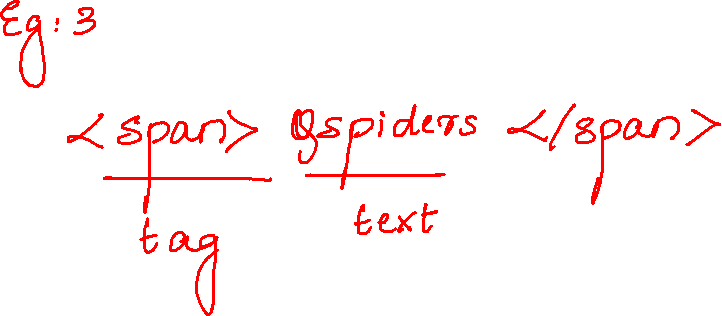 Eg: 3
<span> Qspiders </span>
tag text